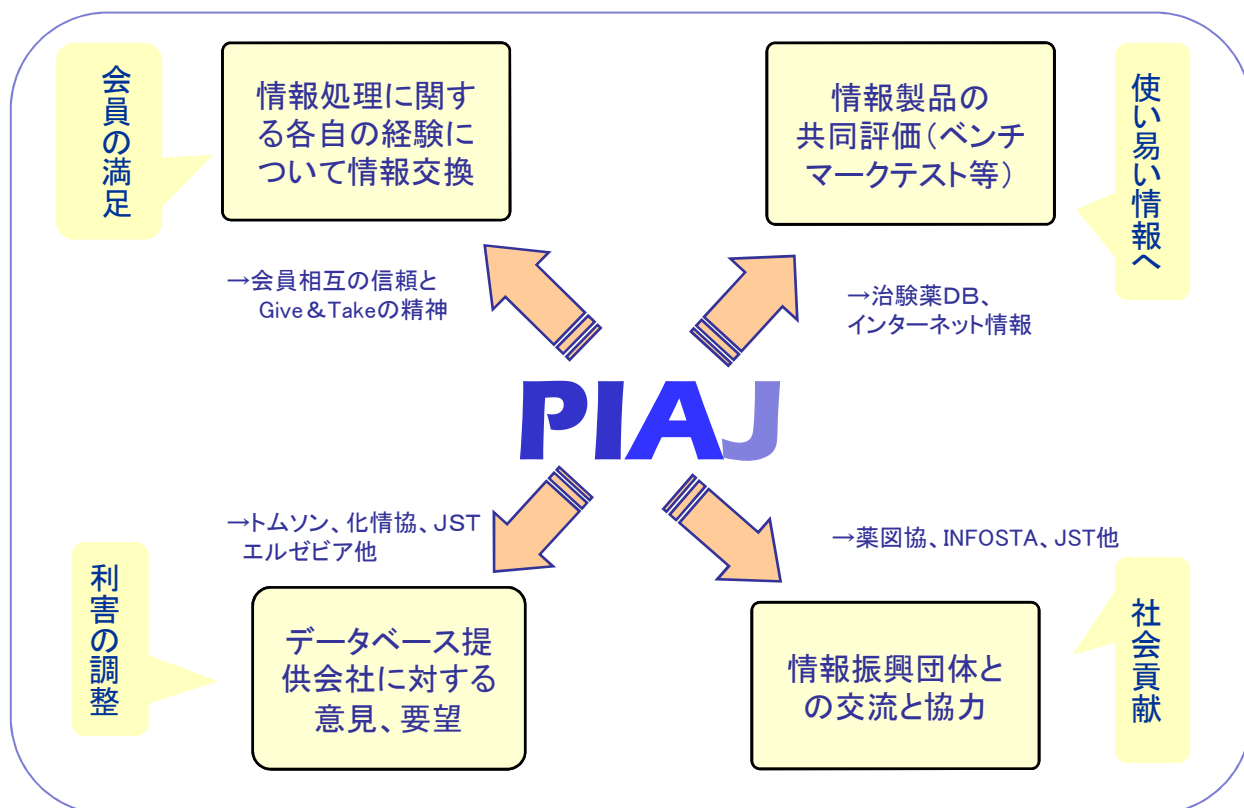 会員の満足
情報処理に関す
る各自の経験に
ついて情報交換
→会員相互の信頼と
Give&Takeの精神
情報製品の
共同評価(ベンチ
マークテスト等)
使い易い情報へ
→治験薬DB、
インターネット情報
PIAJ
→トムソン、化情協、JST
エルゼビア他
利害の調整
データベース提
供会社に対する
意見、要望
→薬図協、INFOSTA、JST他
情報振興団体と
の交流と協力
社会貢献